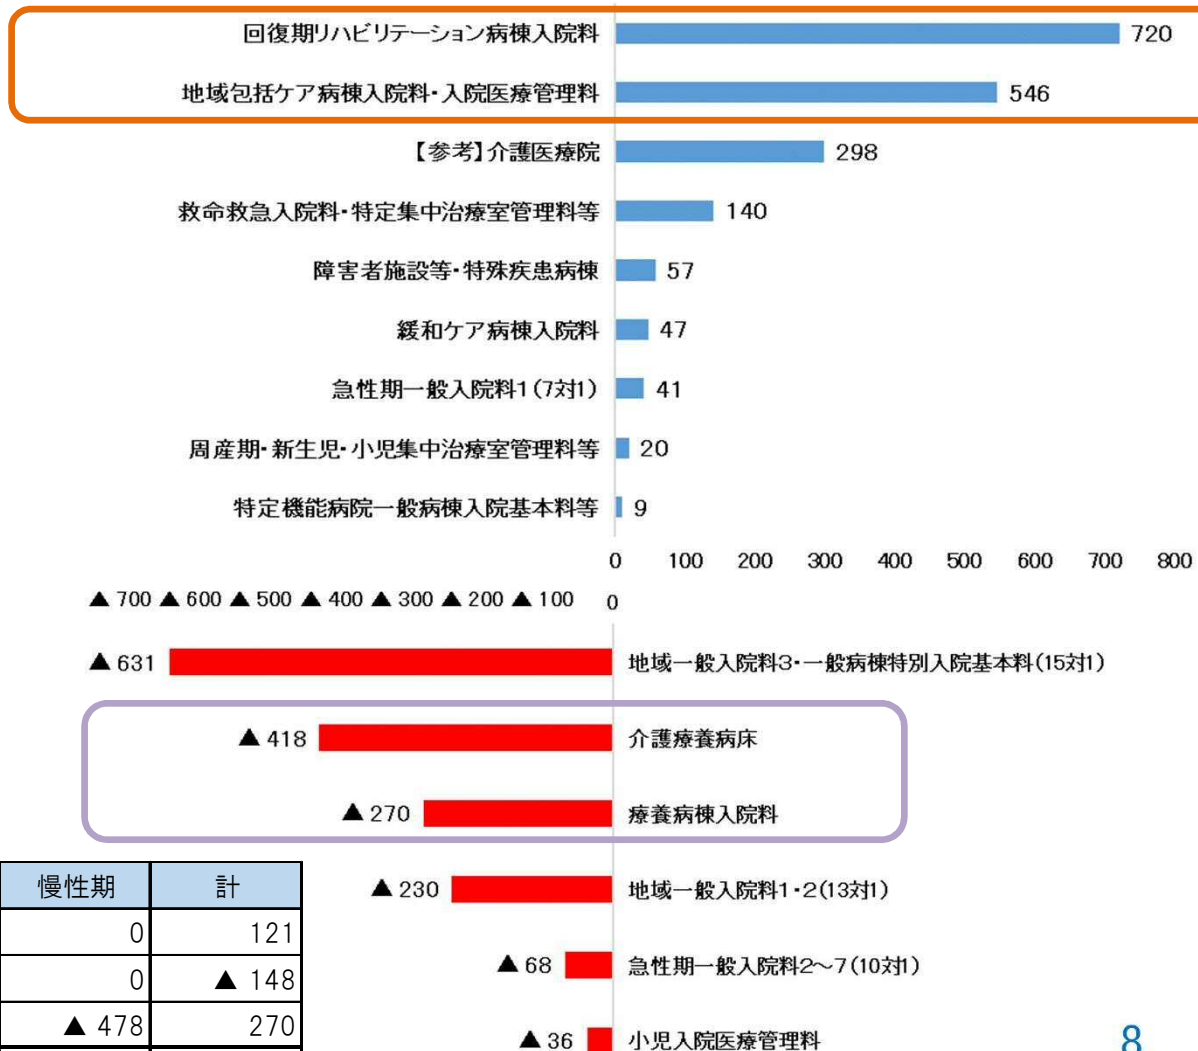 回復期リハビリテーション病棟入院料 720
地域包括ケア病棟入院料・入院医療管理料 546
【参考】介護医療院 298
救命救急入院料・特定集中治療室管理料等 140
障害者施設等・特殊疾患病棟 57
緩和ケア病棟入院料 47
急性期一般入院料1(7対1) 41
周産期・新生児・小児集中治療室管理料等 20
特定機能病院一般病棟入院基本料等 9
0 100 200 300 400 500 600 700 800
▲ 700 ▲ 600 ▲ 500 ▲ 400 ▲ 300 ▲ 200 ▲ 100 0
▲ 631 地域一般入院料3・一般病棟特別入院基本料(15対1)
▲ 418 介護療養病床
▲ 270 療養病棟入院料
▲ 230 地域一般入院料1・2(13対1)
▲ 68 急性期一般入院料2～7(10対1)
▲ 36 小児入院医療管理料
慢性期 計
0 121
0 ▲ 148
▲ 478 270
8